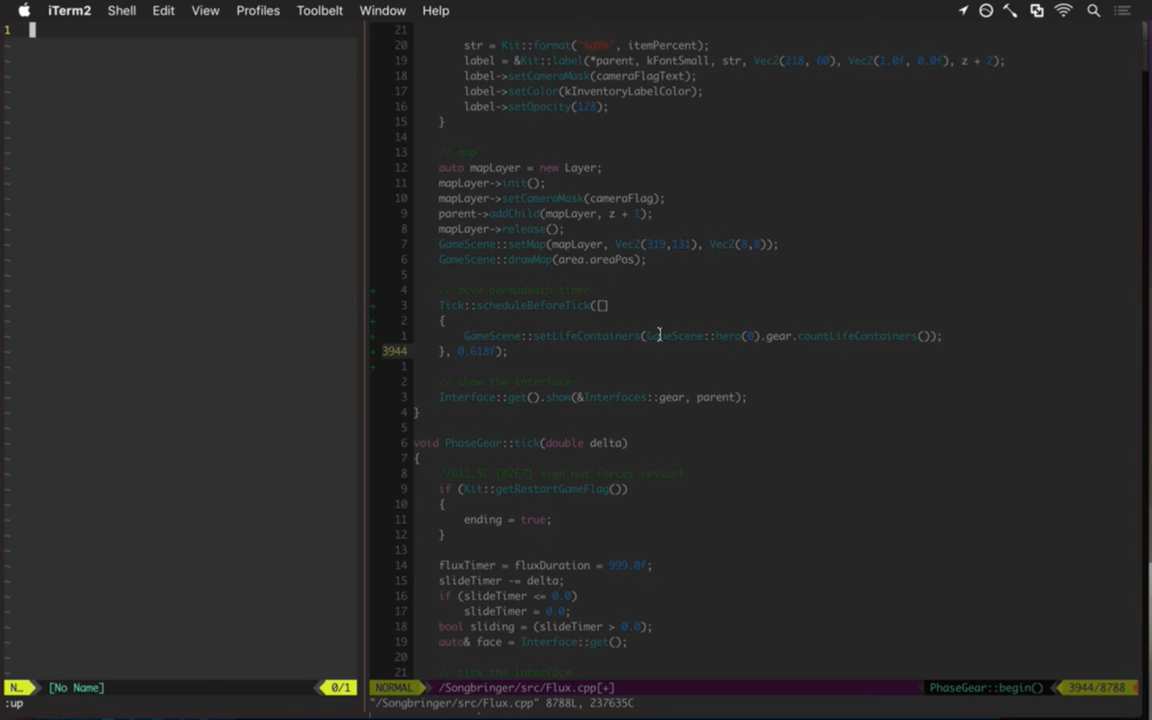 iTerm2 Shell Edit View Profiles Toolbelt Window Help
1
21
20 str = Kit::format("%d%%", itemPercent);
19 label = &Kit::label(*parent, kFontSmall, str, Vec2(218, 60), Vec2(1.0f, 0.0f), z + 2);
18 label->setCameraMask(cameraFlagText);
17 label->setColor(kInventoryLabelColor);
16 label->setOpacity(128);
15 }
14
13 // map
12 auto mapLayer = new Layer;
11 mapLayer->init();
10 mapLayer->setCameraMask(cameraFlag);
9 parent->addChild(mapLayer, z + 1);
8 mapLayer->release();
7 GameScene::setMap(mapLayer, Vec2(319,131), Vec2(8,8));
6 GameScene::drawMap(area.areaPos);
5
+ 4 // move permadeath timer
+ 3 Tick::scheduleBeforeTick([]
+ 2 {
+ 1 GameScene::setLifeContainers(GameScene::hero(0).gear.countLifeContainers());
+ 3944 }, 0.618f);
+ 1
2 // show the interface
3 Interface::get().show(&Interfaces::gear, parent);
4 }
5
6 void PhaseGear::tick(double delta)
7 {
8 //D11.SC [#267] sign out forces restart
9 if (Kit::getRestartGameFlag())
10 {
11 ending = true;
12 }
13
14 fluxTimer = fluxDuration = 999.0f;
15 slideTimer -= delta;
16 if (slideTimer <= 0.0)
17 slideTimer = 0.0;
18 bool sliding = (slideTimer > 0.0);
19 auto& face = Interface::get();
20
21 // tick the interface
N… [No Name] 0/1 NORMAL /Songbringer/src/Flux.cpp[+] PhaseGear::begin() 3944/8788
:up "/Songbringer/src/Flux.cpp" 8788L, 237635C